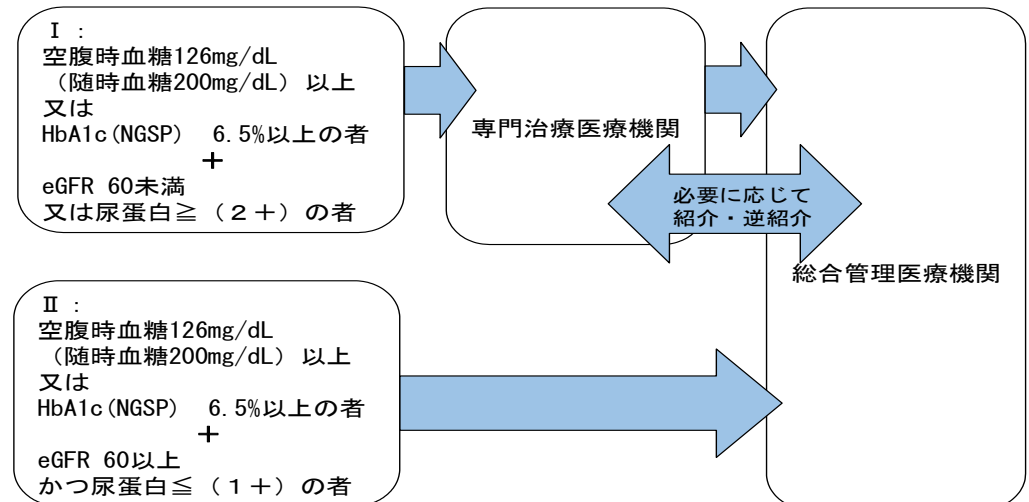 Ⅰ：
空腹時血糖126mg/dL
（随時血糖200mg/dL）以上
又は
HbA1c(NGSP)　6.5%以上の者
＋
eGFR 60未満
又は尿蛋白≧（２＋）の者
専門治療医療機関
必要に応じて
紹介・逆紹介
総合管理医療機関
Ⅱ：
空腹時血糖126mg/dL
（随時血糖200mg/dL）以上
又は
HbA1c(NGSP)　6.5%以上の者
＋
eGFR 60以上
かつ尿蛋白≦（１＋）の者